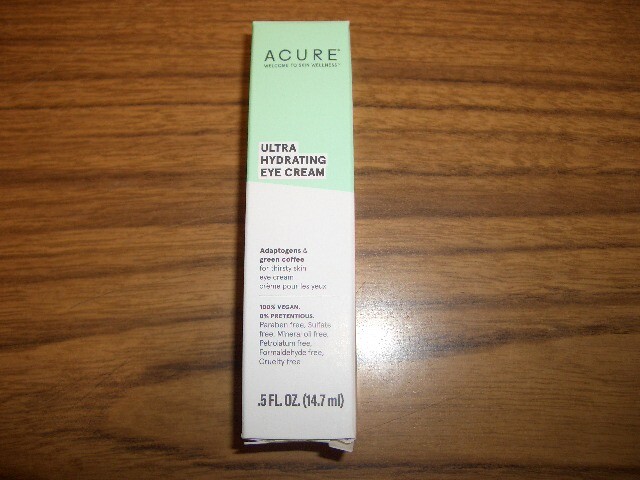 ACURE
WELCOME TO SKIN WELLNESS™
ULTRA
HYDRATING
EYE CREAM
Adaptogens &
green coffee
for thirsty skin
eye cream
crème pour les yeux
100% VEGAN.
0% PRETENTIOUS.
Paraben free, Sulfate
free, Mineral oil free,
Petrolatum free,
Formaldehyde free,
Cruelty free
.5 FL. OZ. (14.7 ml)